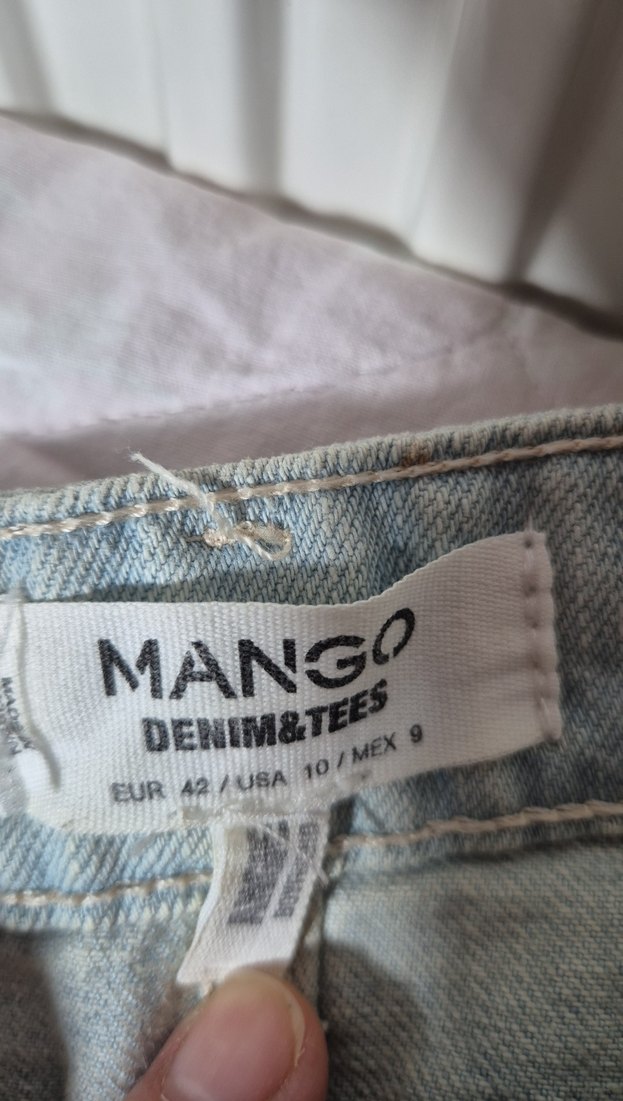 MANGO
DENIM&TEES
EUR 42 / USA 10 / MEX 9